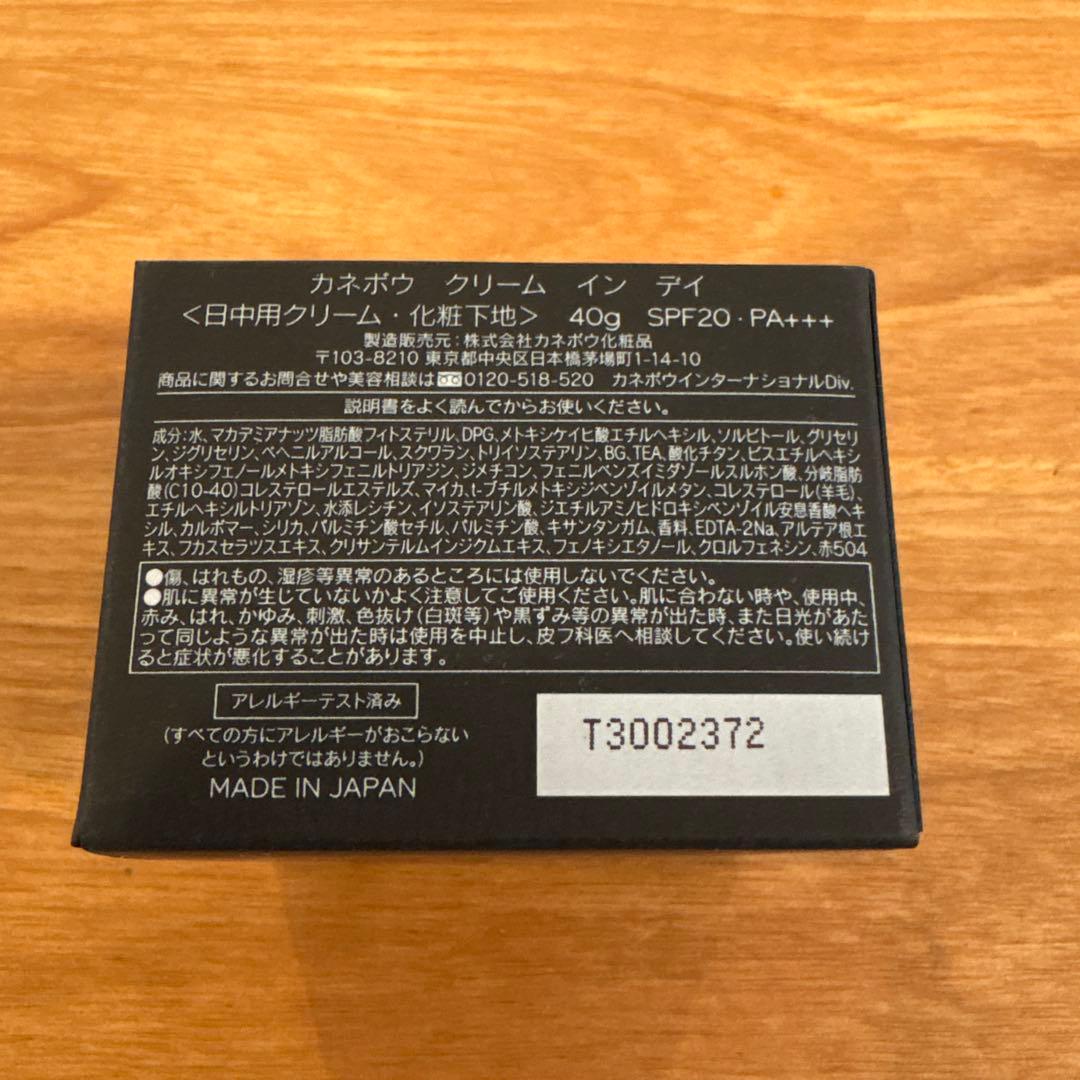 カネボウ クリーム イン デイ
<日中用クリーム・化粧下地> 40g SPF20・PA+++
製造販売元:株式会社カネボウ化粧品
〒103-8210 東京都中央区日本橋茅場町1-14-10
商品に関するお問合せや美容相談は 0120-518-520 カネボウインターナショナルDiv.
説明書をよく読んでからお使いください。
成分:水、マカデミアナッツ脂肪酸フィトステリル、DPG、メトキシケイヒ酸エチルヘキシル、ソルビトール、グリセリ
ン、ジグリセリン、ベヘニルアルコール、スクワラン、トリイソステアリン、BG、TEA、酸化チタン、ビスエチルヘキシ
ルオキシフェノールメトキシフェニルトリアジン、ジメチコン、フェニルベンズイミダゾールスルホン酸、分岐脂肪
酸(C10-40)コレステロールエステルズ、マイカ、t-ブチルメトキシジベンゾイルメタン、コレステロール(羊毛)、
エチルヘキシルトリアゾン、水添レシチン、イソステアリン酸、ジエチルアミノヒドロキシベンゾイル安息香酸ヘキ
シル、カルボマー、シリカ、パルミチン酸セチル、パルミチン酸、キサンタンガム、香料、EDTA-2Na、アルテア根エ
キス、フカスセラツスエキス、クリサンテルムインジクムエキス、フェノキシエタノール、クロルフェネシン、赤504
●傷、はれもの、湿疹等異常のあるところには使用しないでください。
●肌に異常が生じていないかよく注意してご使用ください。肌に合わない時や、使用中、
赤み、はれ、かゆみ、刺激、色抜け(白斑等)や黒ずみ等の異常が出た時、また日光があた
って同じような異常が出た時は使用を中止し、皮フ科医へ相談してください。使い続け
ると症状が悪化することがあります。
アレルギーテスト済み
(すべての方にアレルギーがおこらない
というわけではありません。)
MADE IN JAPAN
T3002372